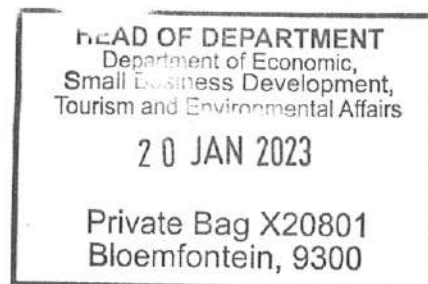 HEAD OF DEPARTMENT
Department of Economic,
Small Business Development,
Tourism and Environmental Affairs
20 JAN 2023
Private Bag X20801
Bloemfontein, 9300